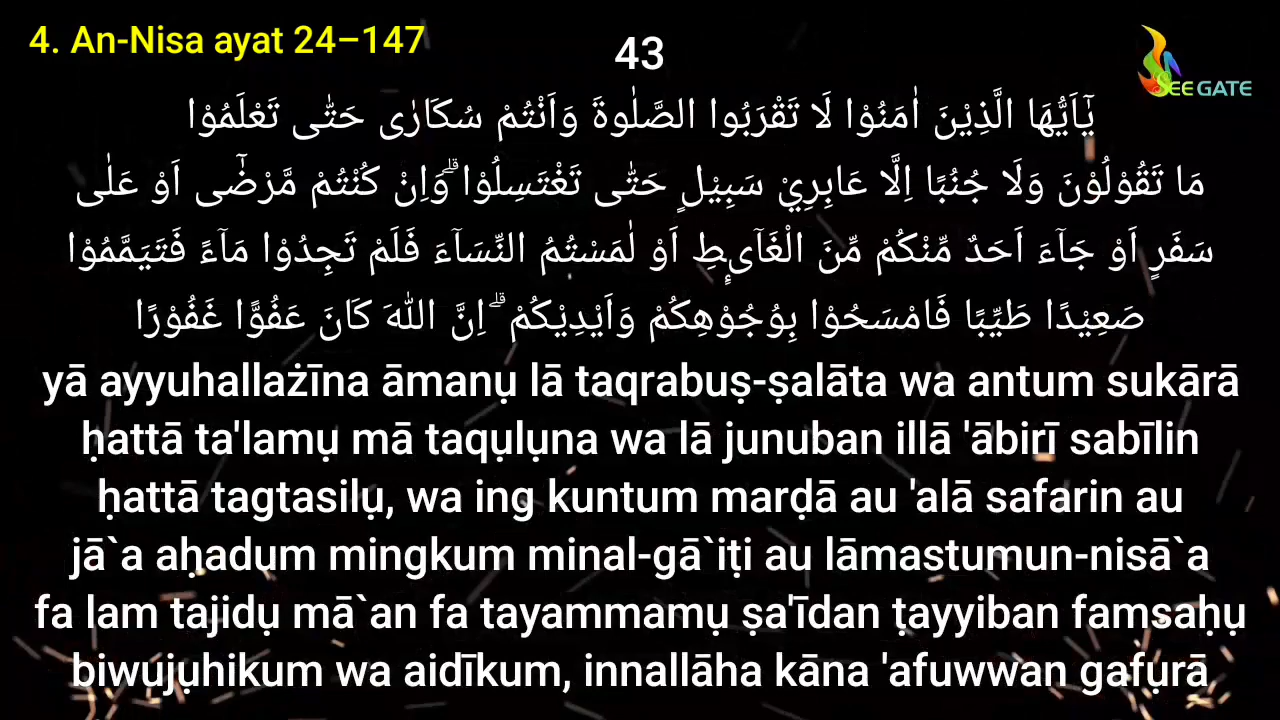 4. An-Nisa ayat 24–147
43
SEE GATE
يٰٓاَيُّهَا الَّذِيْنَ اٰمَنُوْا لَا تَقْرَبُوا الصَّلٰوةَ وَاَنْتُمْ سُكَارٰى حَتّٰى تَعْلَمُوْا
مَا تَقُوْلُوْنَ وَلَا جُنُبًا اِلَّا عَابِرِيْ سَبِيْلٍ حَتّٰى تَغْتَسِلُوْا ۗوَاِنْ كُنْتُمْ مَّرْضٰٓى اَوْ عَلٰى
سَفَرٍ اَوْ جَاۤءَ اَحَدٌ مِّنْكُمْ مِّنَ الْغَاۤىِٕطِ اَوْ لٰمَسْتُمُ النِّسَاۤءَ فَلَمْ تَجِدُوْا مَاۤءً فَتَيَمَّمُوْا
صَعِيْدًا طَيِّبًا فَامْسَحُوْا بِوُجُوْهِكُمْ وَاَيْدِيْكُمْ ۗ اِنَّ اللّٰهَ كَانَ عَفُوًّا غَفُوْرًا
yā ayyuhallażīna āmanụ lā taqrabuṣ-ṣalāta wa antum sukārā
ḥattā ta'lamụ mā taqụlụna wa lā junuban illā 'ābirī sabīlin
ḥattā tagtasilụ, wa ing kuntum marḍā au 'alā safarin au
jā`a aḥadum mingkum minal-gā`iṭi au lāmastumun-nisā`a
fa lam tajidụ mā`an fa tayammamụ ṣa'īdan ṭayyiban famsaḥụ
biwujụhikum wa aidīkum, innallāha kāna 'afuwwan gafụrā